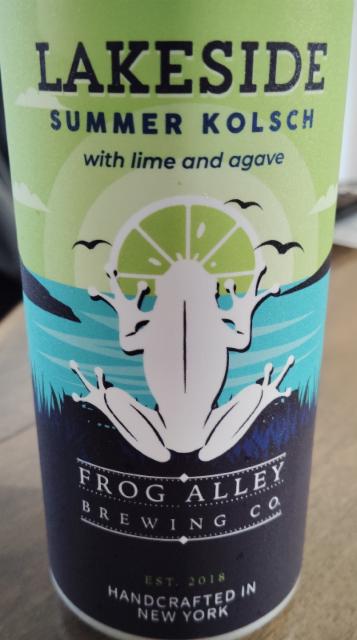 LAKESIDE
SUMMER KOLSCH
with lime and agave
FROG ALLEY
BREWING CO.
EST. 2018
HANDCRAFTED IN
NEW YORK